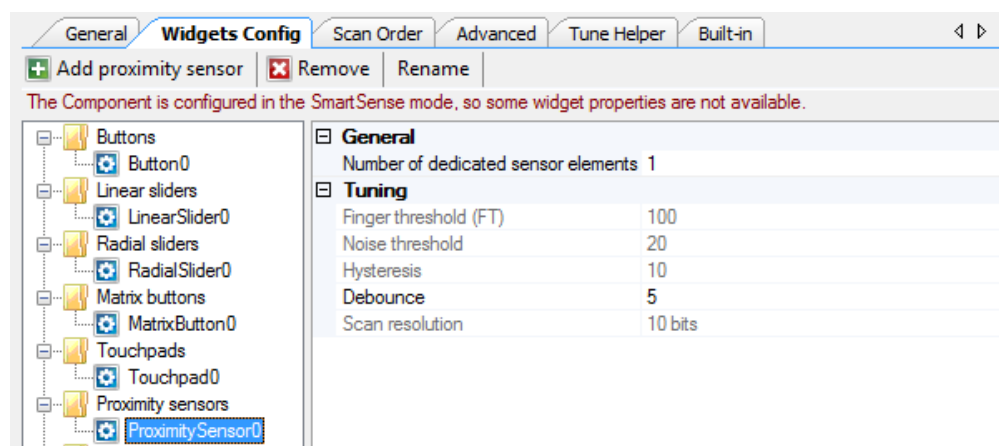 General Widgets Config Scan Order Advanced Tune Helper Built-in
Add proximity sensor Remove Rename
The Component is configured in the SmartSense mode, so some widget properties are not available.
Buttons
Button0
Linear sliders
LinearSlider0
Radial sliders
RadialSlider0
Matrix buttons
MatrixButton0
Touchpads
Touchpad0
Proximity sensors
ProximitySensor0
General
Number of dedicated sensor elements 1
Tuning
Finger threshold (FT) 100
Noise threshold 20
Hysteresis 10
Debounce 5
Scan resolution 10 bits